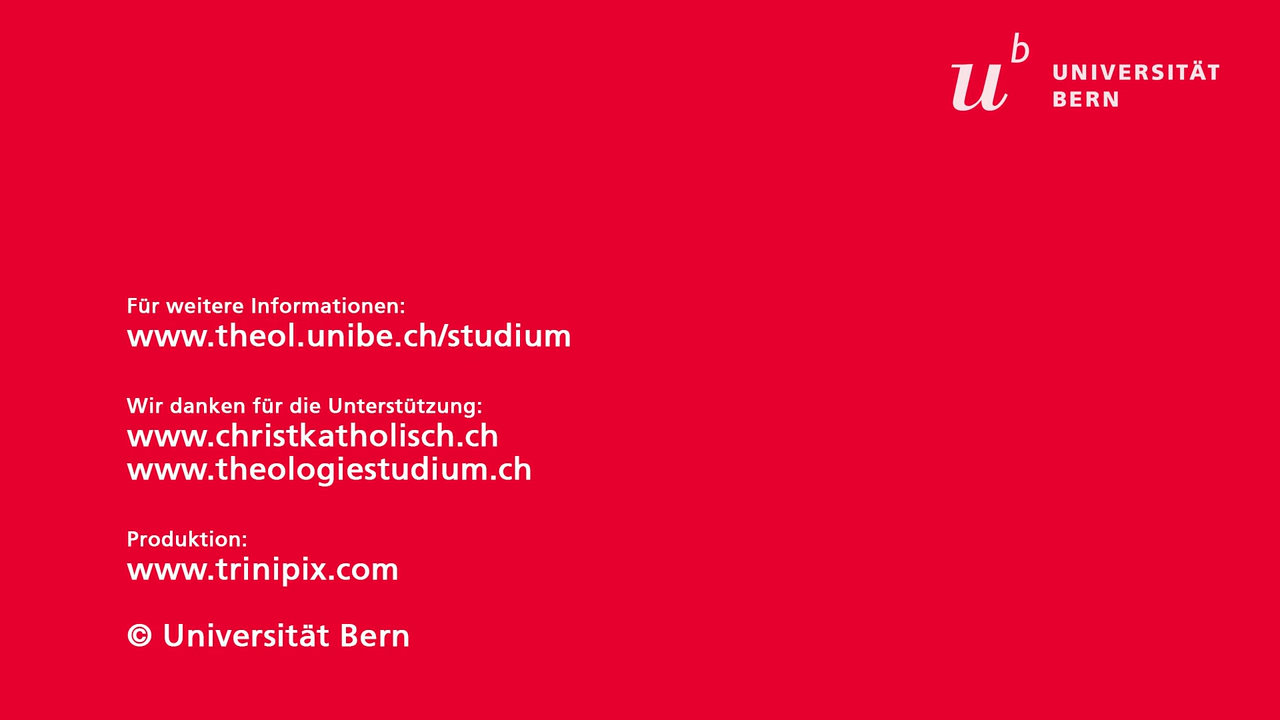 u b
UNIVERSITÄT
BERN
Für weitere Informationen:
www.theol.unibe.ch/studium
Wir danken für die Unterstützung:
www.christkatholisch.ch
www.theologiestudium.ch
Produktion:
www.trinipix.com
© Universität Bern